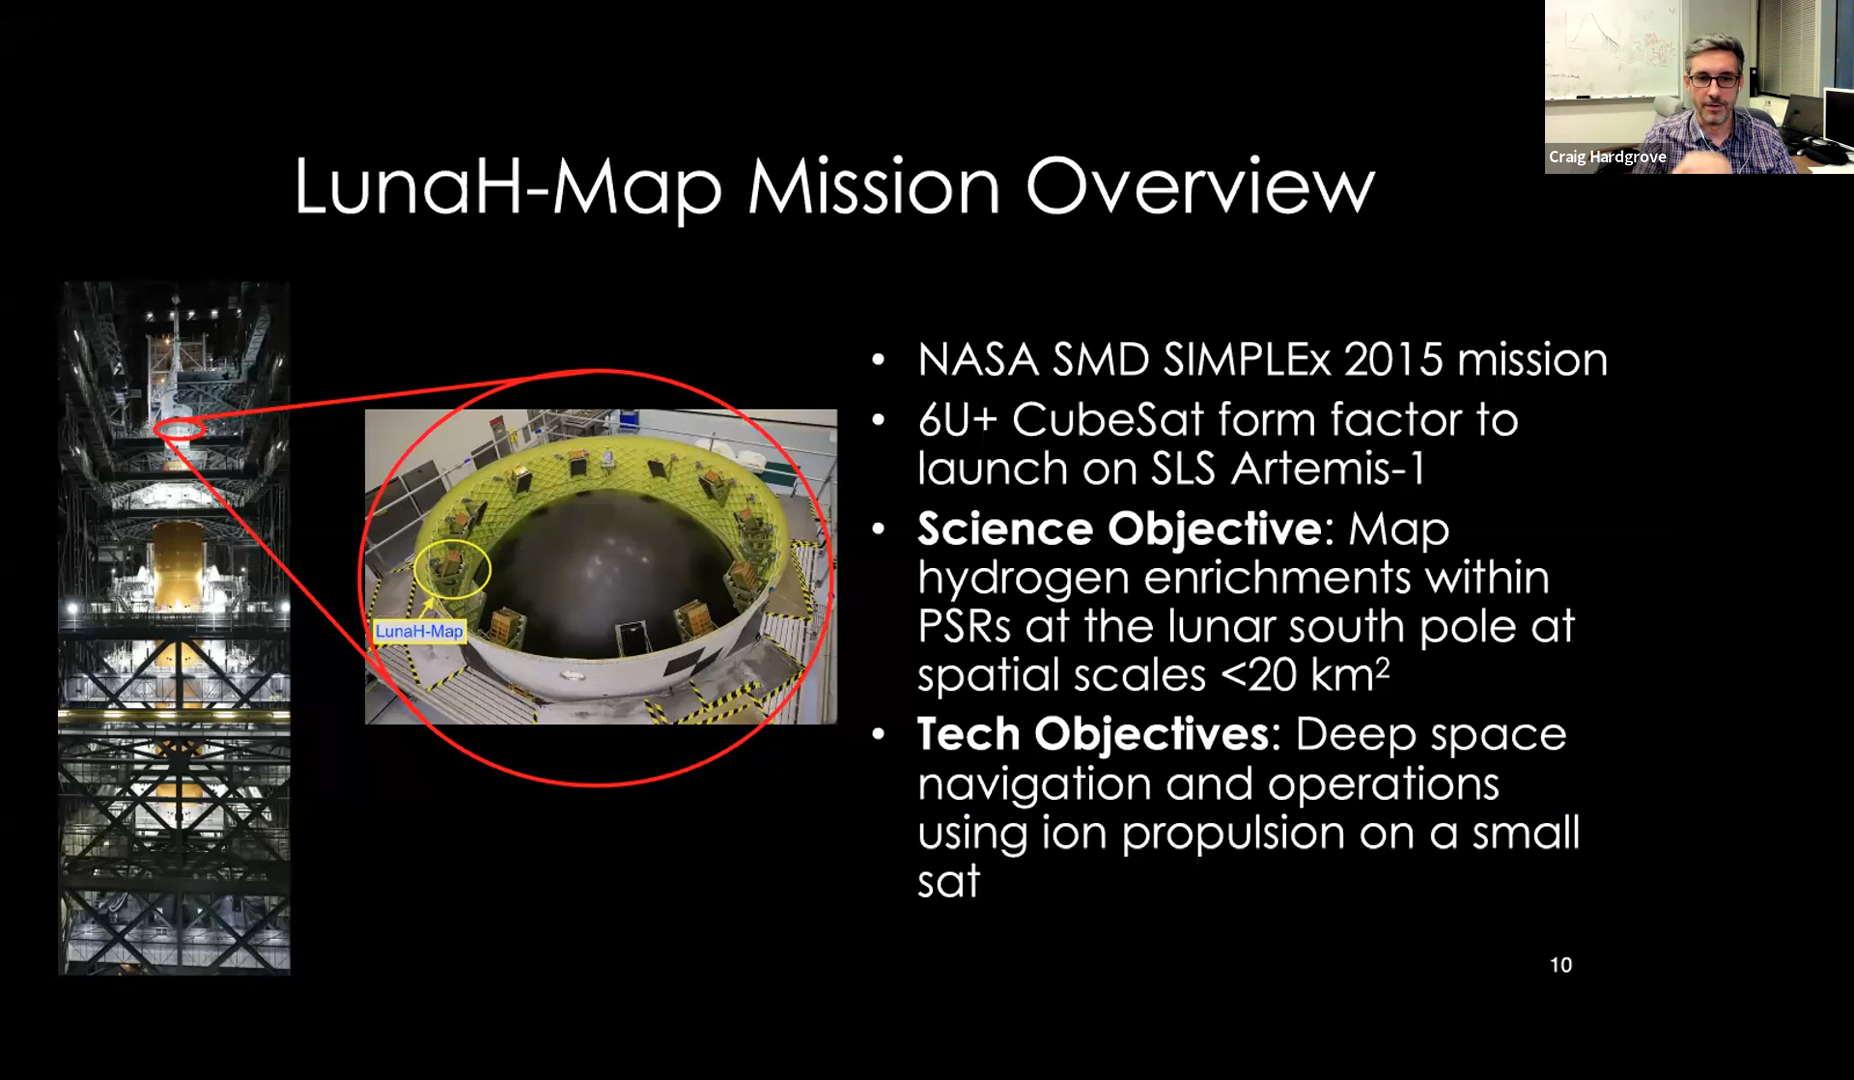 Craig Hardgrove
LunaH-Map Mission Overview
LunaH-Map
• NASA SMD SIMPLEx 2015 mission
• 6U+ CubeSat form factor to
launch on SLS Artemis-1
• Science Objective: Map
hydrogen enrichments within
PSRs at the lunar south pole at
spatial scales <20 km²
• Tech Objectives: Deep space
navigation and operations
using ion propulsion on a small
sat
10